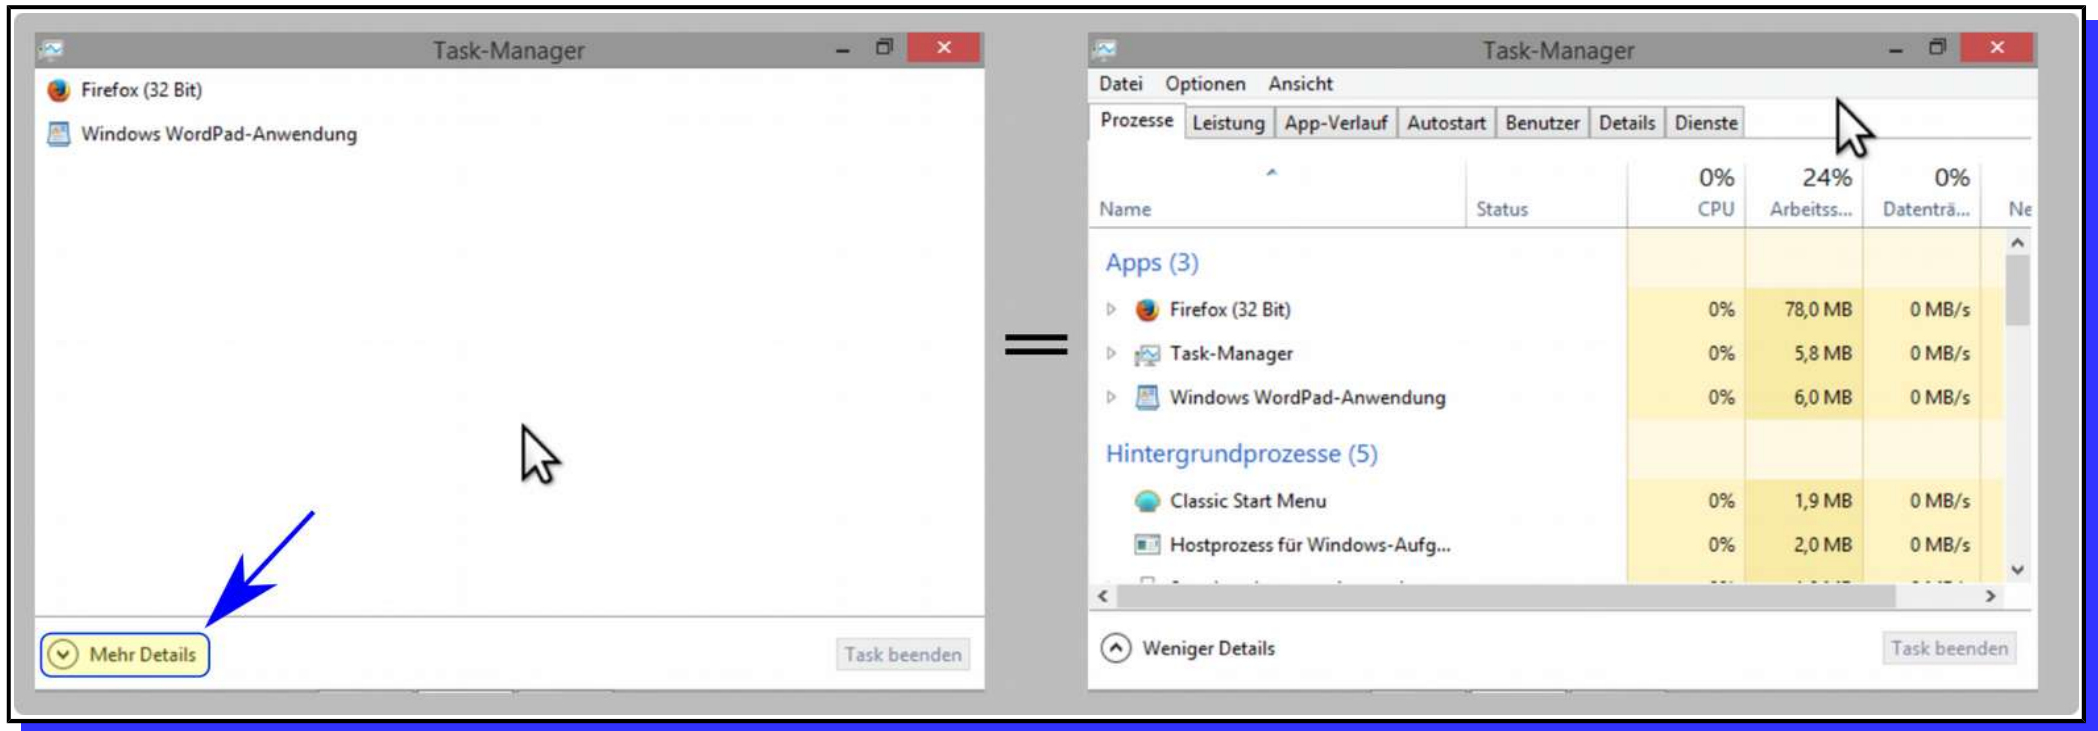 Task-Manager
Firefox (32 Bit)
Windows WordPad-Anwendung
Mehr Details
Task beenden
=
Task-Manager
Datei Optionen Ansicht
Prozesse Leistung App-Verlauf Autostart Benutzer Details Dienste
0% 24% 0%
Name Status CPU Arbeitss... Datenträ... Ne
Apps (3)
Firefox (32 Bit) 0% 78,0 MB 0 MB/s
Task-Manager 0% 5,8 MB 0 MB/s
Windows WordPad-Anwendung 0% 6,0 MB 0 MB/s
Hintergrundprozesse (5)
Classic Start Menu 0% 1,9 MB 0 MB/s
Hostprozess für Windows-Aufg... 0% 2,0 MB 0 MB/s
Weniger Details
Task beenden